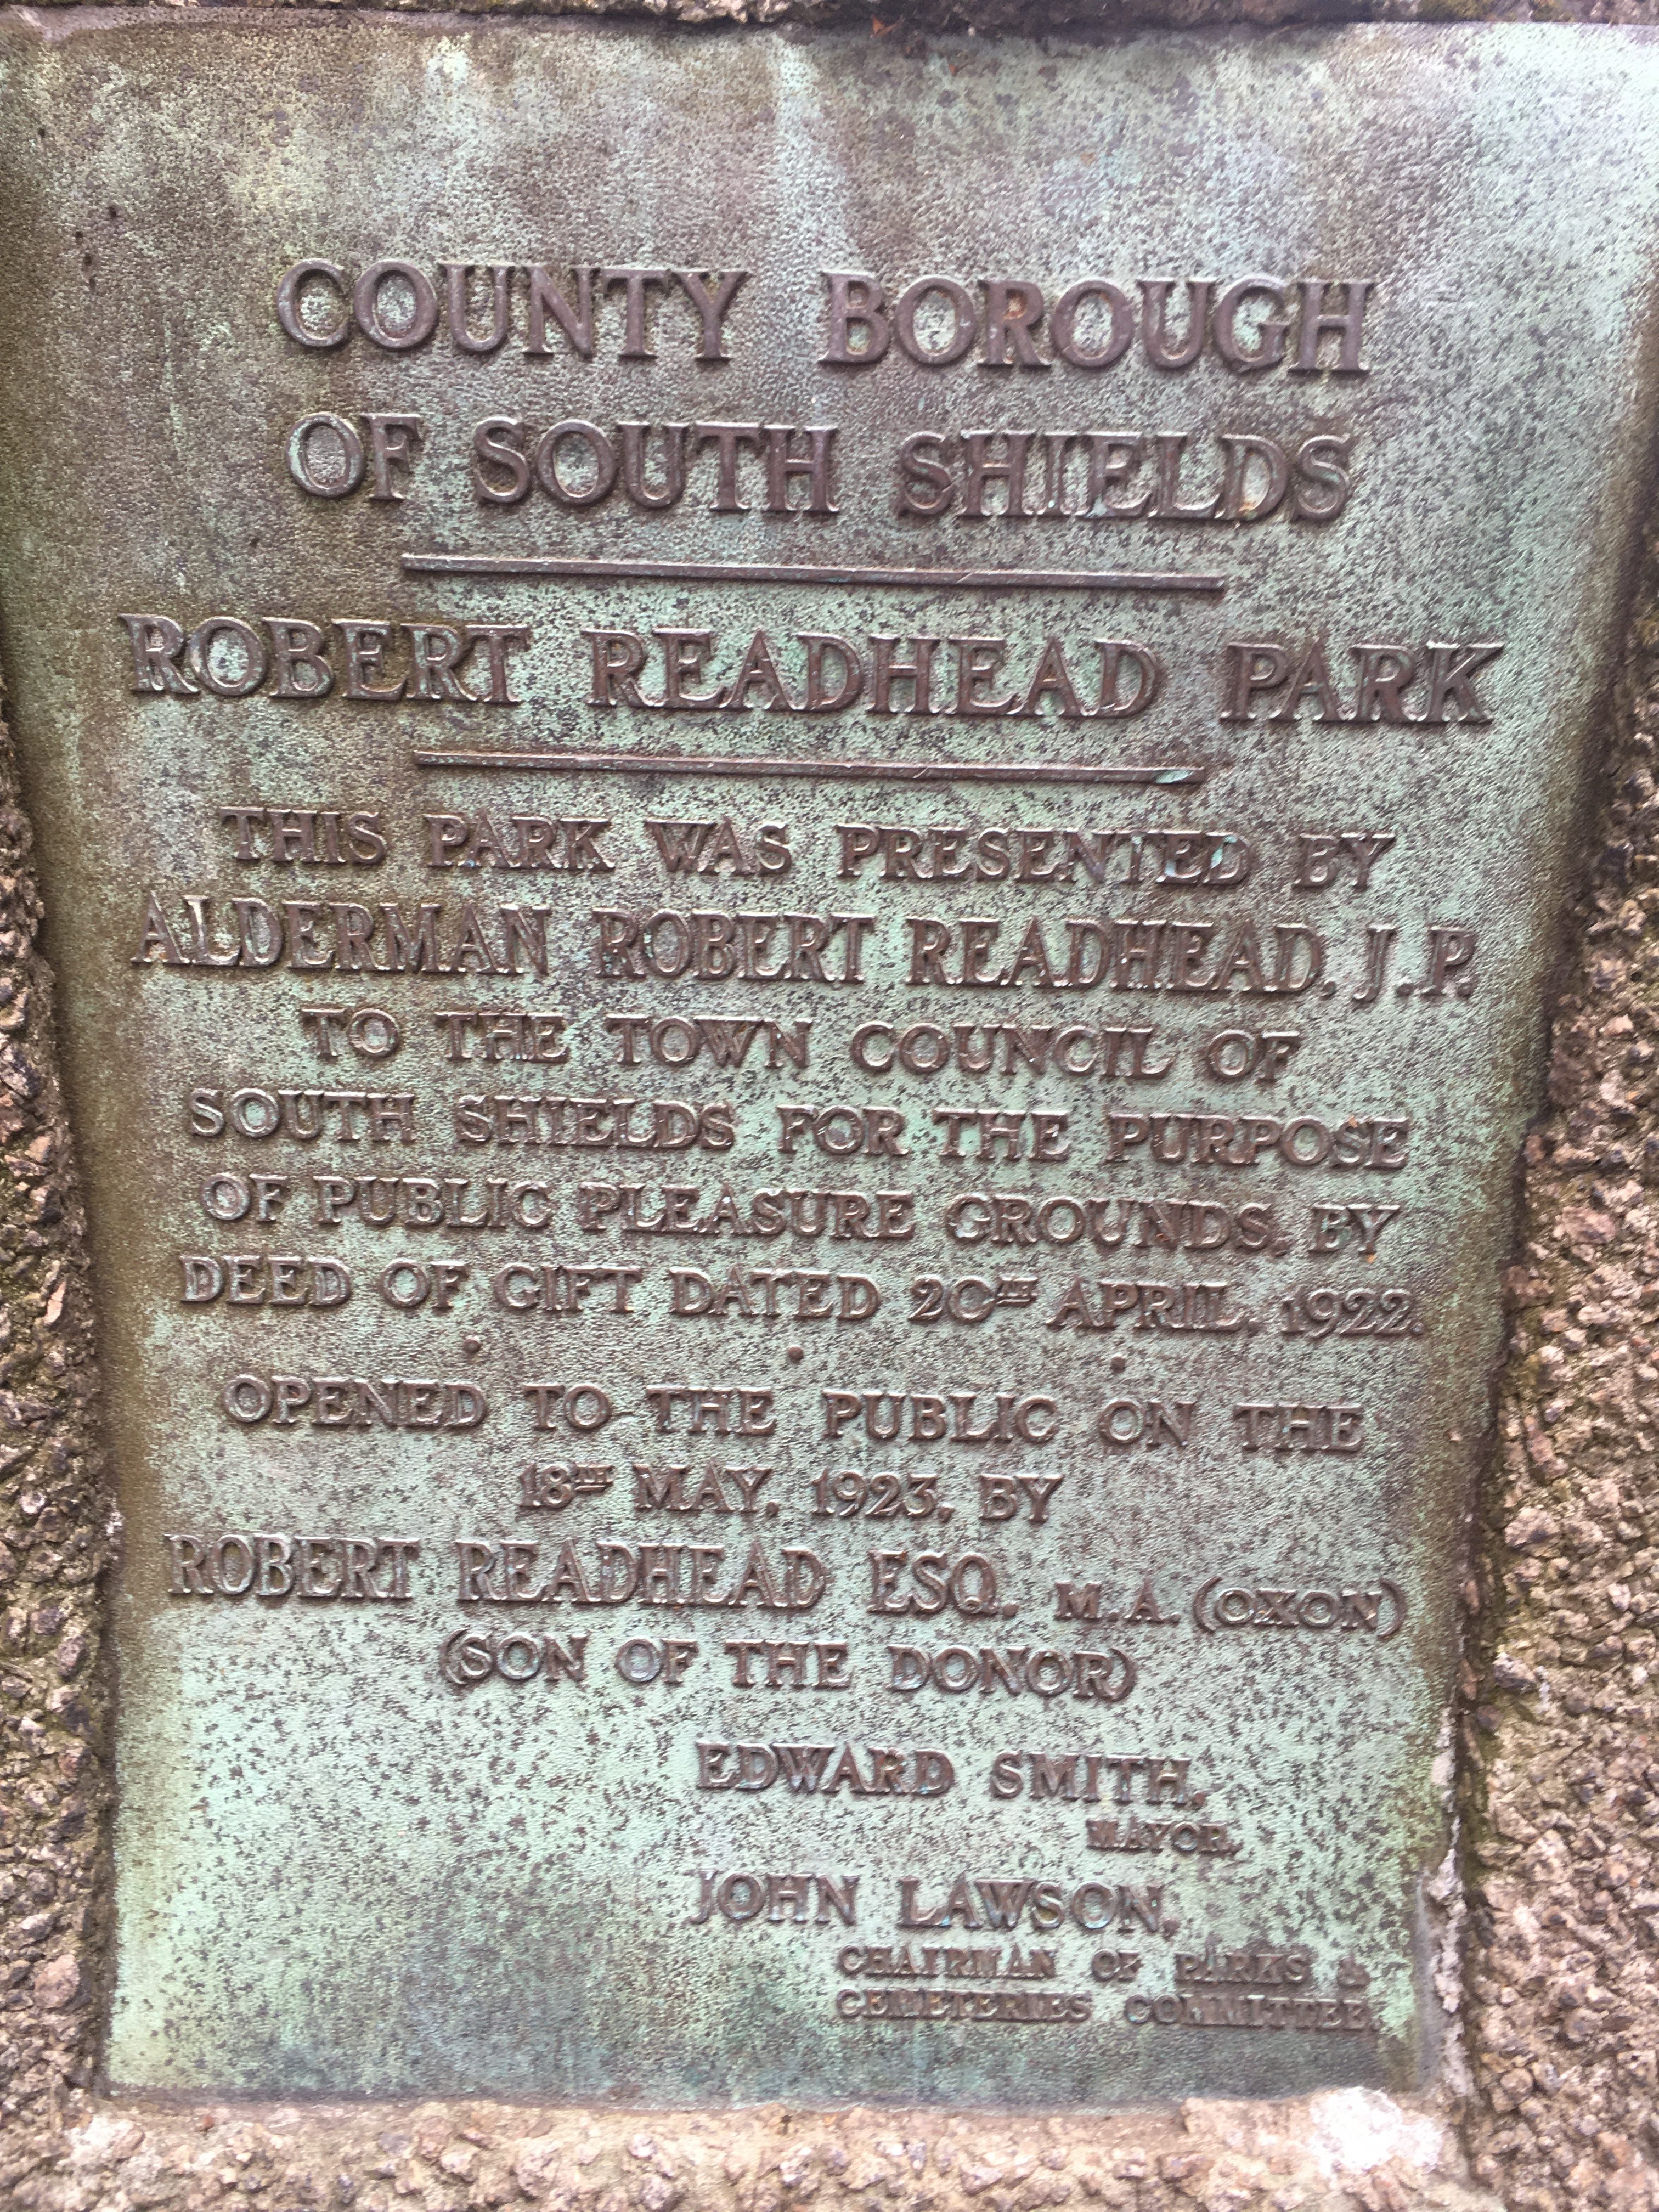 COUNTY BOROUGH
OF SOUTH SHIELDS
ROBERT READHEAD PARK
THIS PARK WAS PRESENTED BY
ALDERMAN ROBERT READHEAD, J.P.
TO THE TOWN COUNCIL OF
SOUTH SHIELDS FOR THE PURPOSE
OF PUBLIC PLEASURE GROUNDS, BY
DEED OF GIFT DATED 20TH APRIL, 1922.
OPENED TO THE PUBLIC ON THE
18TH MAY, 1923, BY
ROBERT READHEAD ESQ. M.A. (OXON)
(SON OF THE DONOR)
EDWARD SMITH,
MAYOR.
JOHN LAWSON,
CHAIRMAN OF PARKS &
CEMETERIES COMMITTEE.